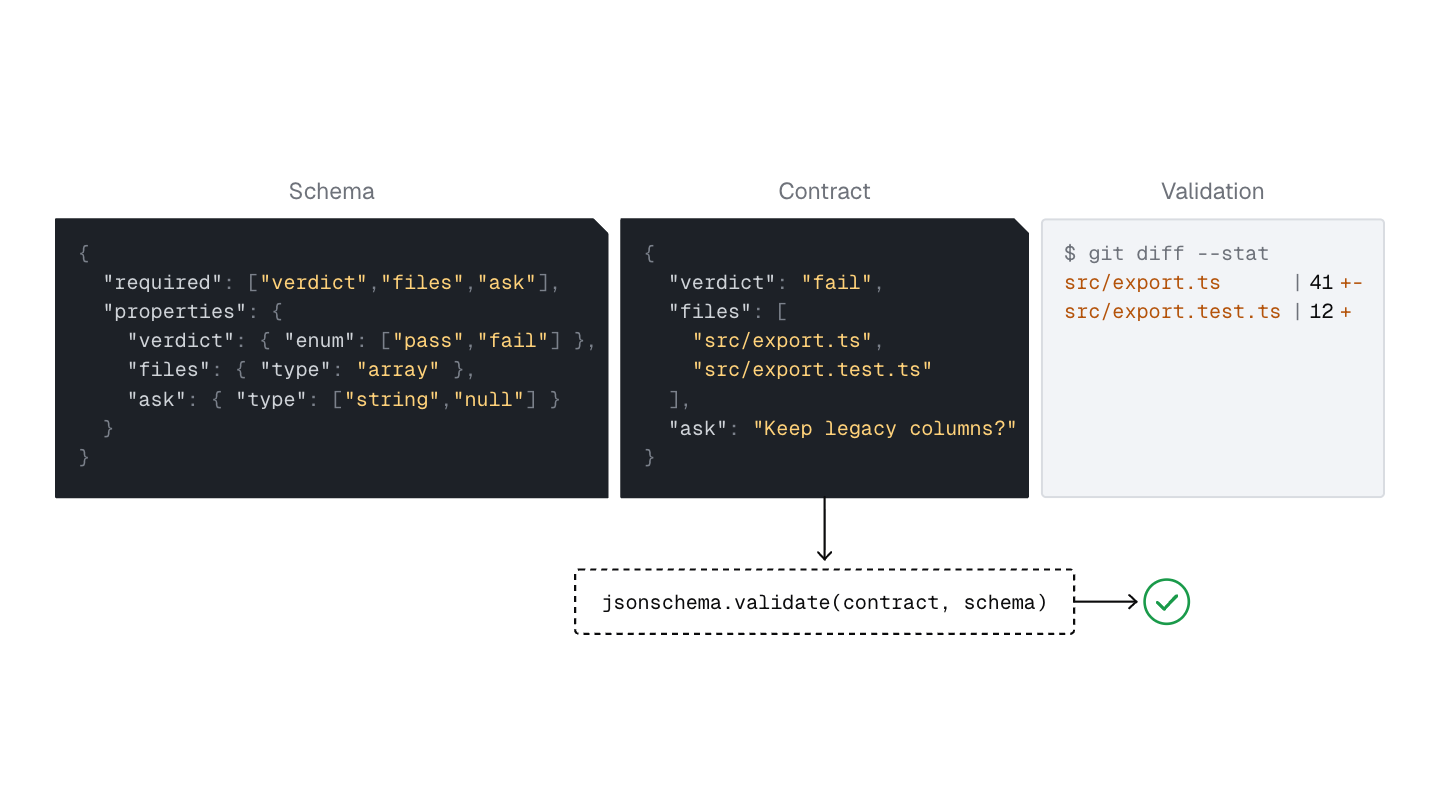 Schema
{
  "required": ["verdict","files","ask"],
  "properties": {
    "verdict": { "enum": ["pass","fail"] },
    "files": { "type": "array" },
    "ask": { "type": ["string","null"] }
  }
}
Contract
{
  "verdict": "fail",
  "files": [
    "src/export.ts",
    "src/export.test.ts"
  ],
  "ask": "Keep legacy columns?"
}
Validation
$ git diff --stat
src/export.ts      | 41 +-
src/export.test.ts | 12 +
jsonschema.validate(contract, schema)